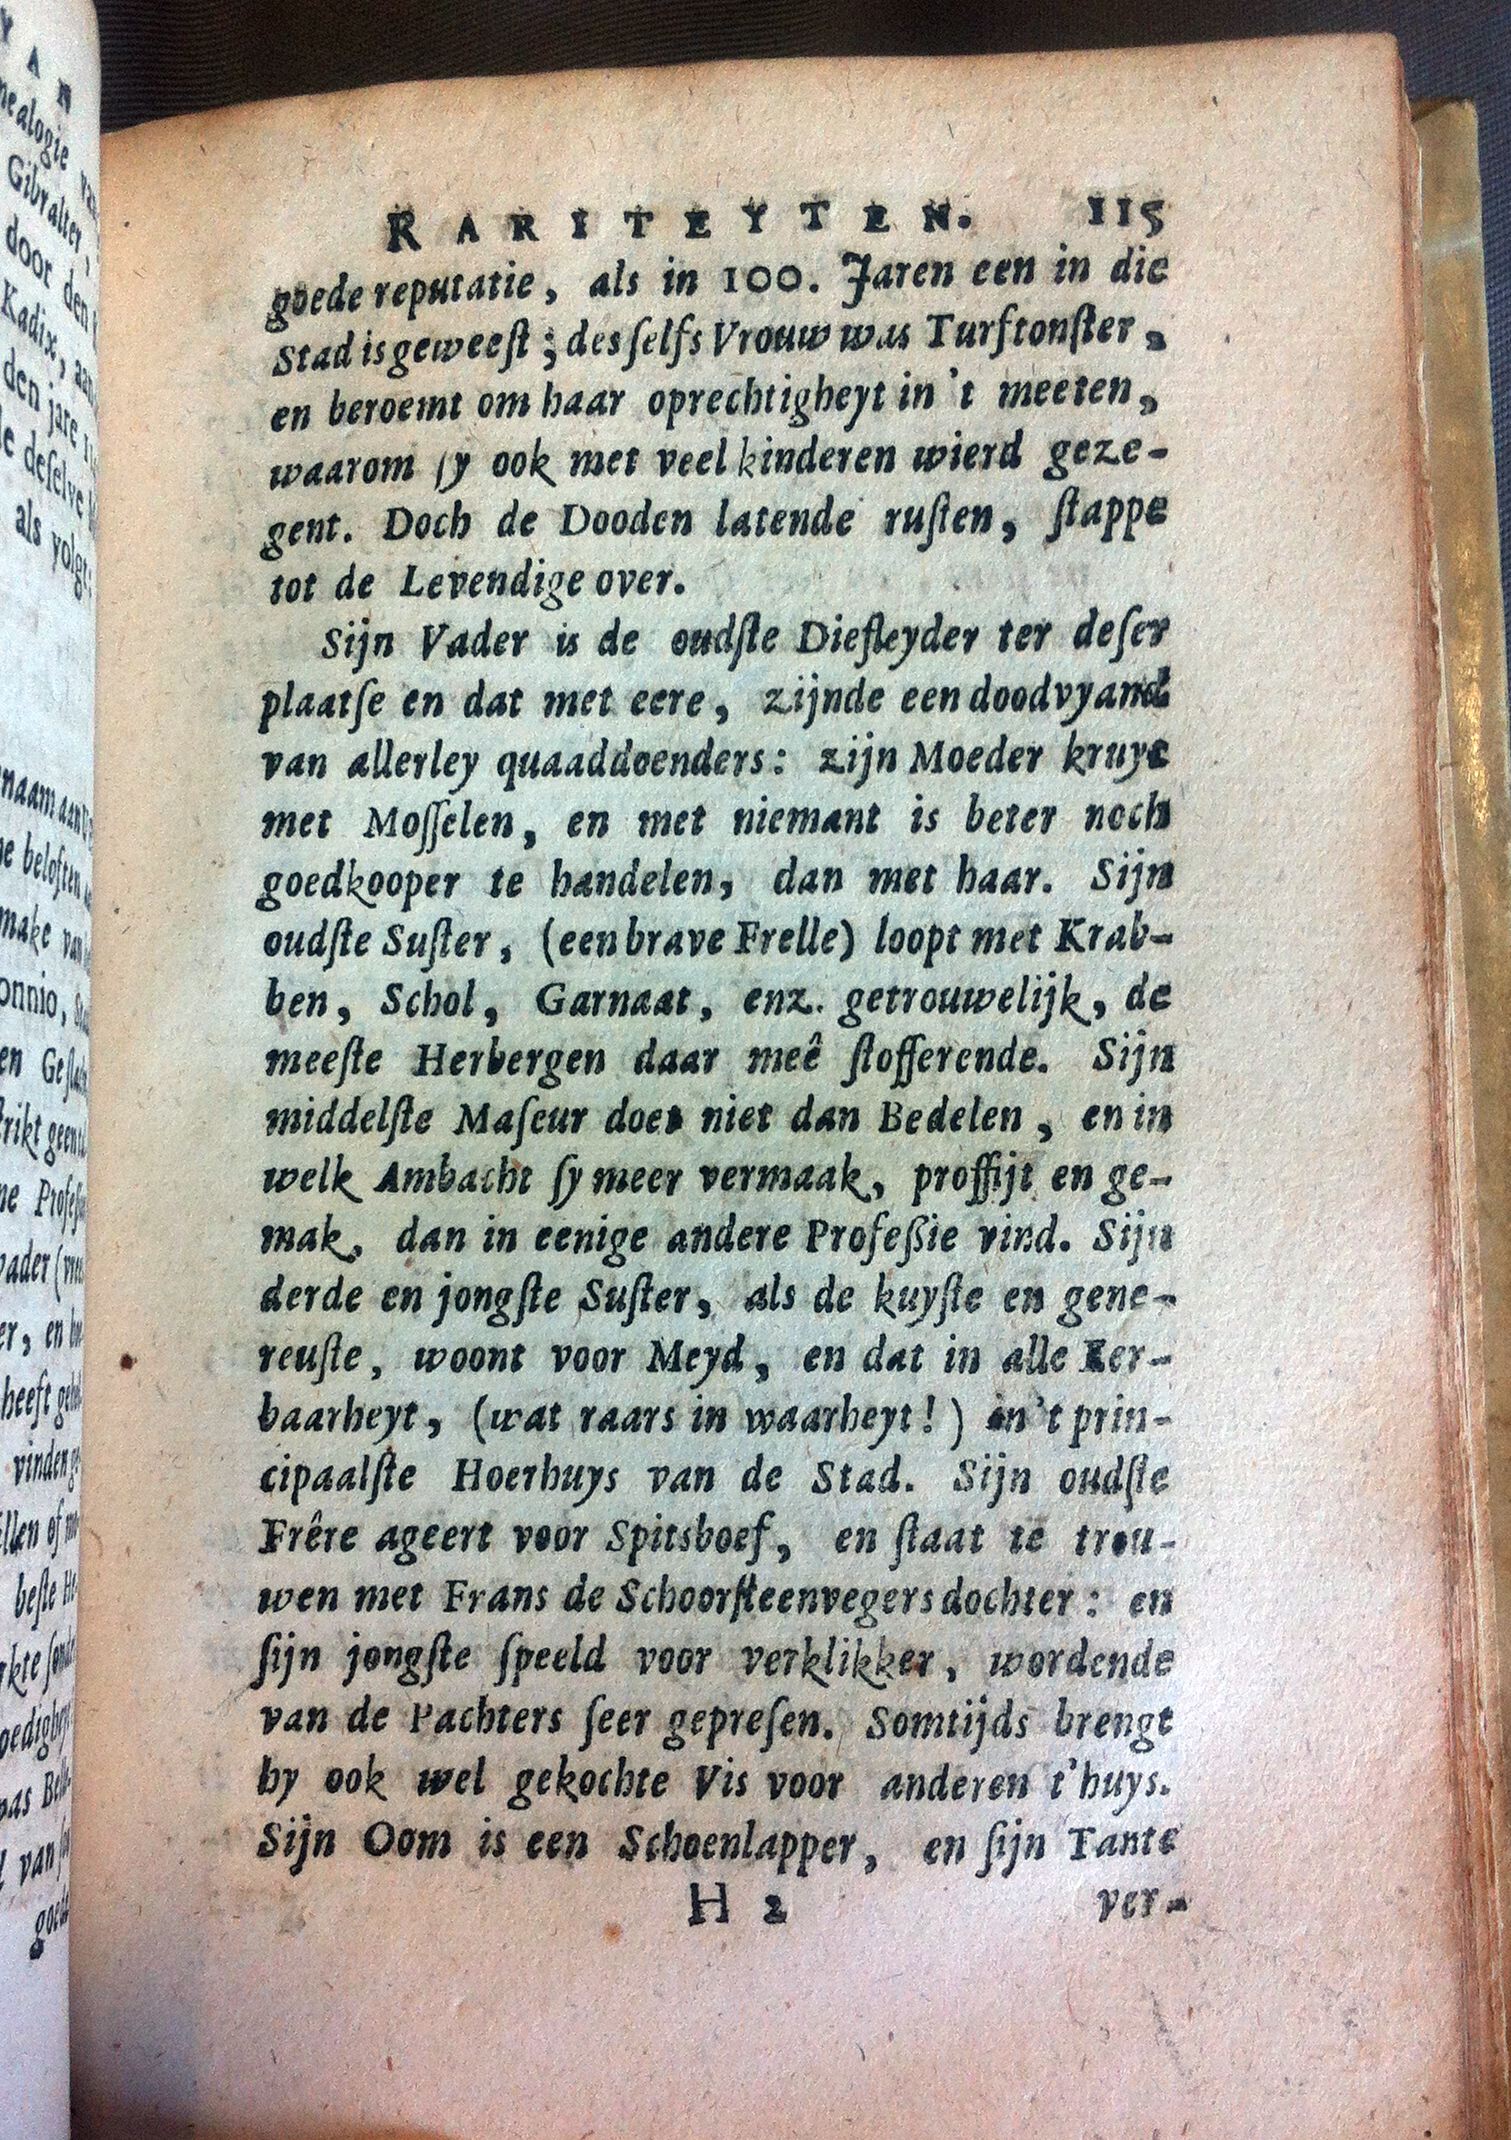 RARITEYTEN. 115
goede reputatie, als in 100. Jaren een in die
Stad is geweeſt; desſelfs Vrouw was Turftonſter,
en beroemt om haar oprechtigheyt in 't meeten,
waarom ſy ook met veel kinderen wierd geze-
gent. Doch de Dooden latende ruſten, ſtappe
tot de Levendige over.
Sijn Vader is de oudſte Diefleyder ter deſer
plaatſe en dat met eere, zijnde een doodvyand
van allerley quaaddoenders: zijn Moeder kruyt
met Moſſelen, en met niemant is beter noch
goedkooper te handelen, dan met haar. Sijn
oudſte Suſter, (een brave Frelle) loopt met Krab-
ben, Schol, Garnaat, enz. getrouwelijk, de
meeſte Herbergen daar meê ſtofferende. Sijn
middelſte Maſeur doet niet dan Bedelen, en in
welk Ambacht ſy meer vermaak, proffijt en ge-
mak, dan in eenige andere Profeßie vind. Sijn
derde en jongſte Suſter, als de kuyſte en gene-
reuſte, woont voor Meyd, en dat in alle Eer-
baarheyt, (wat raars in waarheyt!) in 't prin-
cipaalſte Hoerhuys van de Stad. Sijn oudſte
Frêre ageert voor Spitsboef, en ſtaat te trou-
wen met Frans de Schoorſteenvegers dochter: en
ſijn jongſte ſpeeld voor verklikker, wordende
van de Pachters ſeer gepreſen. Somtijds brengt
hy ook wel gekochte Vis voor anderen t'huys.
Sijn Oom is een Schoenlapper, en ſijn Tante
H 2 ver-